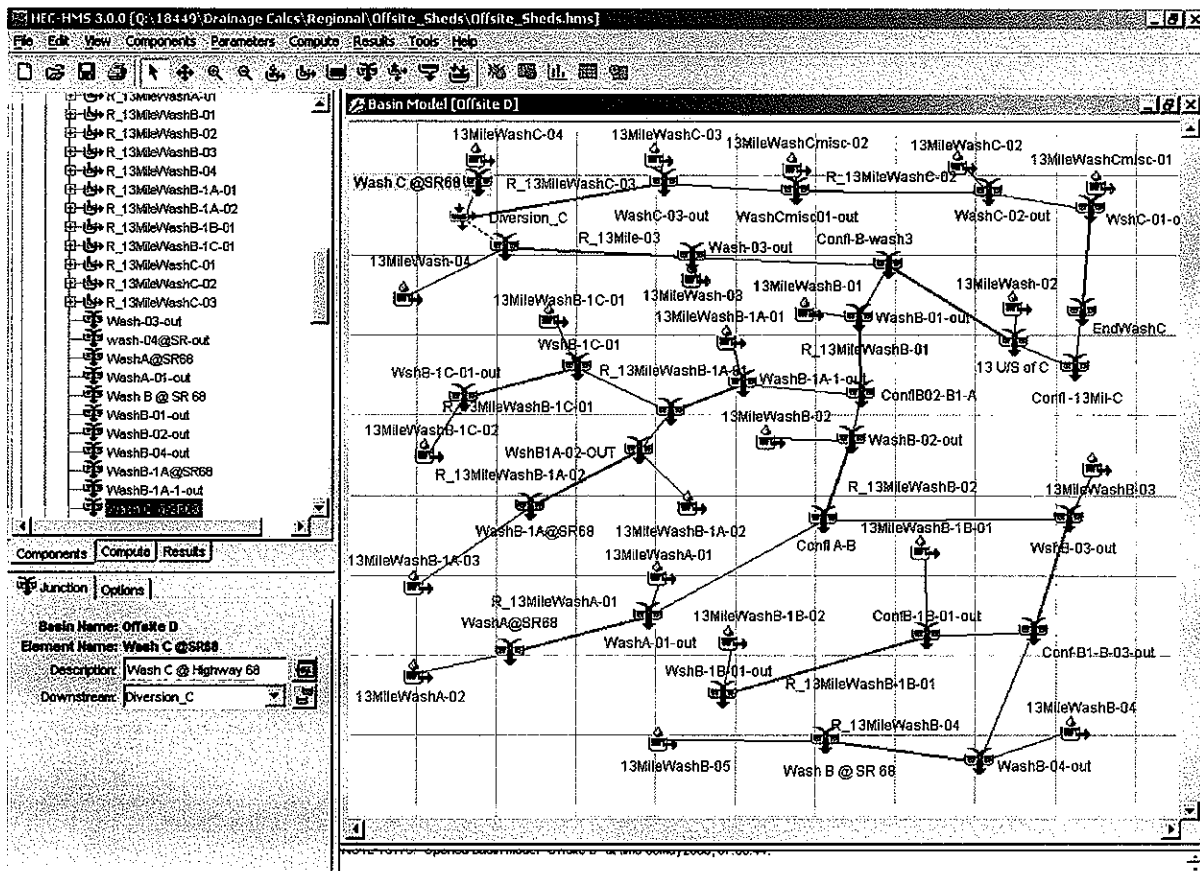 HEC-HMS 3.0.0 [Q:\18449\Drainage Calcs\Regional\Offsite_Sheds\Offsite_Sheds.hms]
File Edit View Components Parameters Compute Results Tools Help
R_13MileWashA-01
R_13MileWashB-01
R_13MileWashB-02
R_13MileWashB-03
R_13MileWashB-04
R_13MileWashB-1A-01
R_13MileWashB-1A-02
R_13MileWashB-1B-01
R_13MileWashB-1C-01
R_13MileWashC-01
R_13MileWashC-02
R_13MileWashC-03
Wash-03-out
wash-04@SR-out
WashA@SR68
WashA-01-out
Wash B @ SR 68
WashB-01-out
WashB-02-out
WashB-04-out
WashB-1A@SR68
WashB-1A-1-out
Components Compute Results
Junction Options
Basin Name: Offsite D
Element Name: Wash C @SR68
Description: Wash C @ Highway 68
Downstream: Diversion_C
Basin Model [Offsite D]
13MileWashC-04
13MileWashC-03
13MileWashCmisc-02
13MileWashC-02
13MileWashCmisc-01
Wash C @SR68
R_13MileWashC-03
R_13MileWashC-02
Diversion_C
WashC-03-out
WashCmisc01-out
WashC-02-out
WshC-01-o
R_13Mile-03
Wash-03-out
Confl-B-wash3
13MileWash-04
13MileWash-03
13MileWashB-01
13MileWash-02
13MileWashB-1C-01
13MileWashB-1A-01
WashB-01-out
EndWashC
WshB-1C-01
R_13MileWashB-01
13 U/S of C
WshB-1C-01-out
R_13MileWashB-1A-01
WashB-1A-1-out
ConflB02-B1-A
Confl -13Mil-C
R_13MileWashB-1C-01
13MileWashB-1C-02
13MileWashB-02
WashB-02-out
WshB1A-02-OUT
R_13MileWashB-1A-02
R_13MileWashB-02
13MileWashB-03
WashB-1A@SR68
13MileWashB-1A-02
13MileWashB-1B-01
Confl A-B
WshB-03-out
13MileWashB-1A-03
13MileWashA-01
R_13MileWashA-01
13MileWashB-1B-02
WashA@SR68
WashA-01-out
ConfB-1B-01-out
Conf-B1-B-03-out
WshB-1B-01-out
13MileWashA-02
R_13MileWashB-1B-01
13MileWashB-04
R_13MileWashB-04
13MileWashB-05
Wash B @ SR 68
WashB-04-out